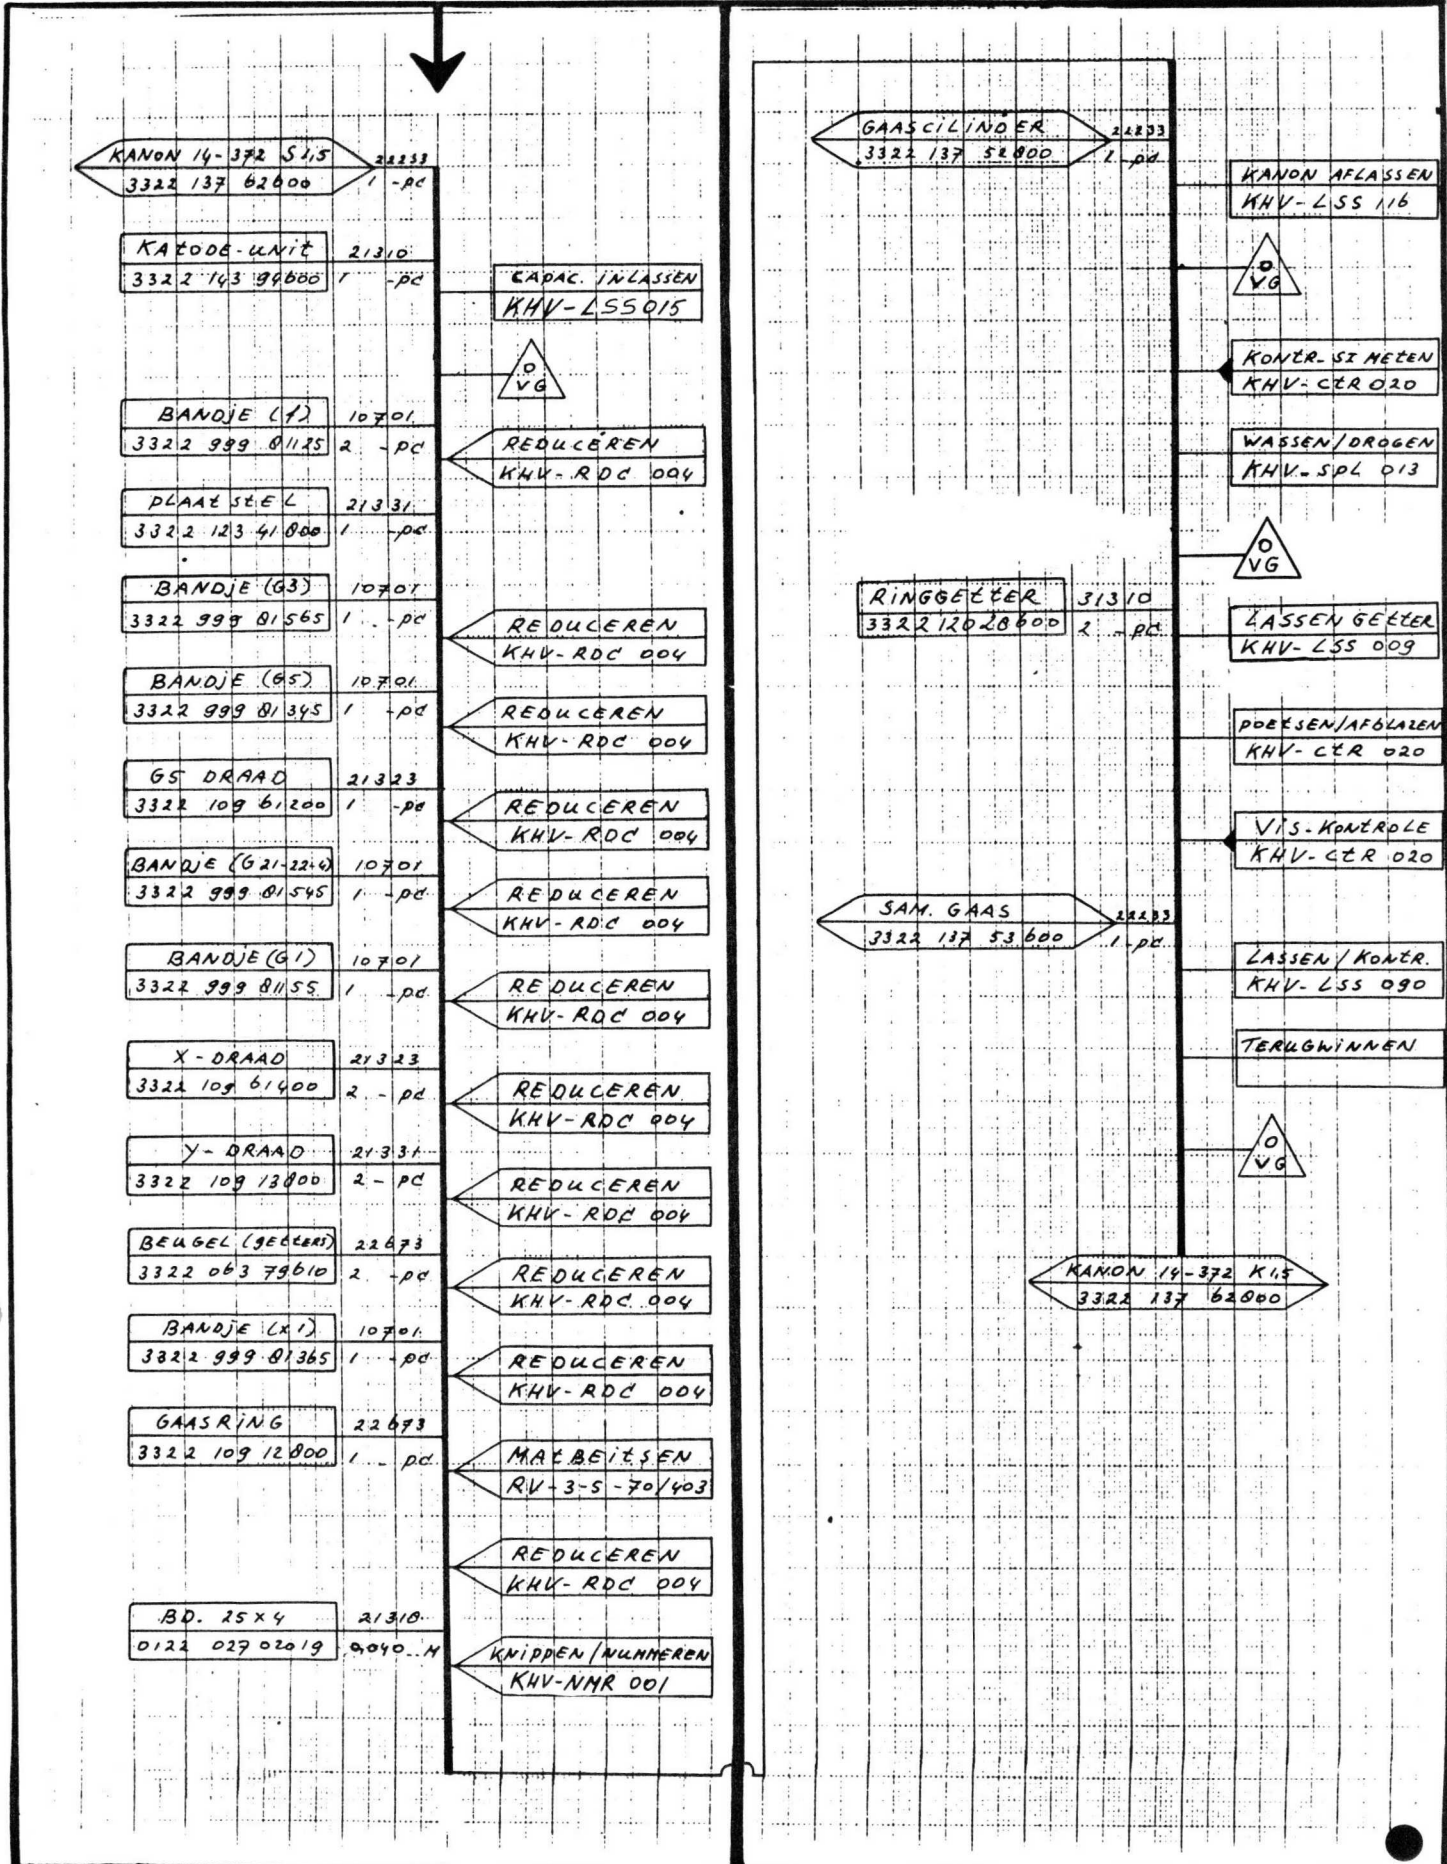 KANON 14-372 S 1,5 22233
3322 137 62600 1 -pc
KATODE-UNIT 21310
3322 143 94600 1 -pc
CAPAC. INLASSEN
KHV-LSS 015
O
VG
BANDJE (f) 10701
3322 999 81125 2 -pc
REDUCEREN
KHV-RDC 004
PLAATSTEL 21331
3322 123 41800 1 -pc
BANDJE (G3) 10701
3322 999 81565 1 -pc
REDUCEREN
KHV-RDC 004
BANDJE (G5) 10701
3322 999 81345 1 -pc
REDUCEREN
KHV-RDC 004
G5 DRAAD 21323
3322 109 61200 1 -pc
REDUCEREN
KHV-RDC 004
BANDJE (G21-22-4) 10701
3322 999 81545 1 -pc
REDUCEREN
KHV-RDC 004
BANDJE (G1) 10701
3322 999 81155 1 -pc
REDUCEREN
KHV-RDC 004
X-DRAAD 21323
3322 109 61400 2 -pc
REDUCEREN
KHV-RDC 004
Y-DRAAD 21331
3322 109 13800 2 -pc
REDUCEREN
KHV-RDC 004
BEUGEL (GETTERS) 22673
3322 063 79610 2 -pc
REDUCEREN
KHV-RDC 004
BANDJE (x1) 10701
3322 999 81365 1 -pc
REDUCEREN
KHV-RDC 004
GAASRING 22673
3322 109 12800 1 -pc
MATBEITSEN
RV-3-5-70/403
REDUCEREN
KHV-RDC 004
BD. 25x4 21310
0122 027 02019 0,040 M
KNIPPEN/NUMMEREN
KHV-NMR 001
GAASCILINDER 22233
3322 137 52800 1 -pc
KANON AFLASSEN
KHV-LSS 116
O
VG
KONTR-SI METEN
KHV-CTR 020
WASSEN/DROGEN
KHV-SPL 013
O
VG
RINGGETTER 31310
3322 120 28600 2 -pc
LASSEN GETTER
KHV-LSS 009
POETSEN/AFBLAZEN
KHV-CTR 020
VIS-KONTROLE
KHV-CTR 020
SAM. GAAS 22233
3322 137 53600 1 -pc
LASSEN/KONTR.
KHV-LSS 090
TERUGWINNEN
O
VG
KANON 14-372 K1,5
3322 137 62800